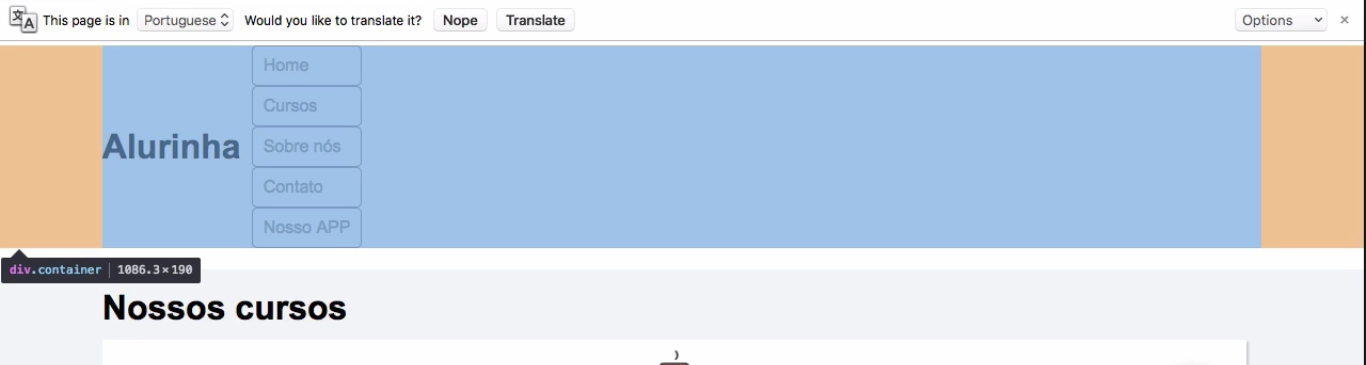 This page is in Portuguese Would you like to translate it? Nope Translate Options ×
Home
Cursos
Alurinha
Sobre nós
Contato
Nosso APP
div.container | 1086.3×190
Nossos cursos